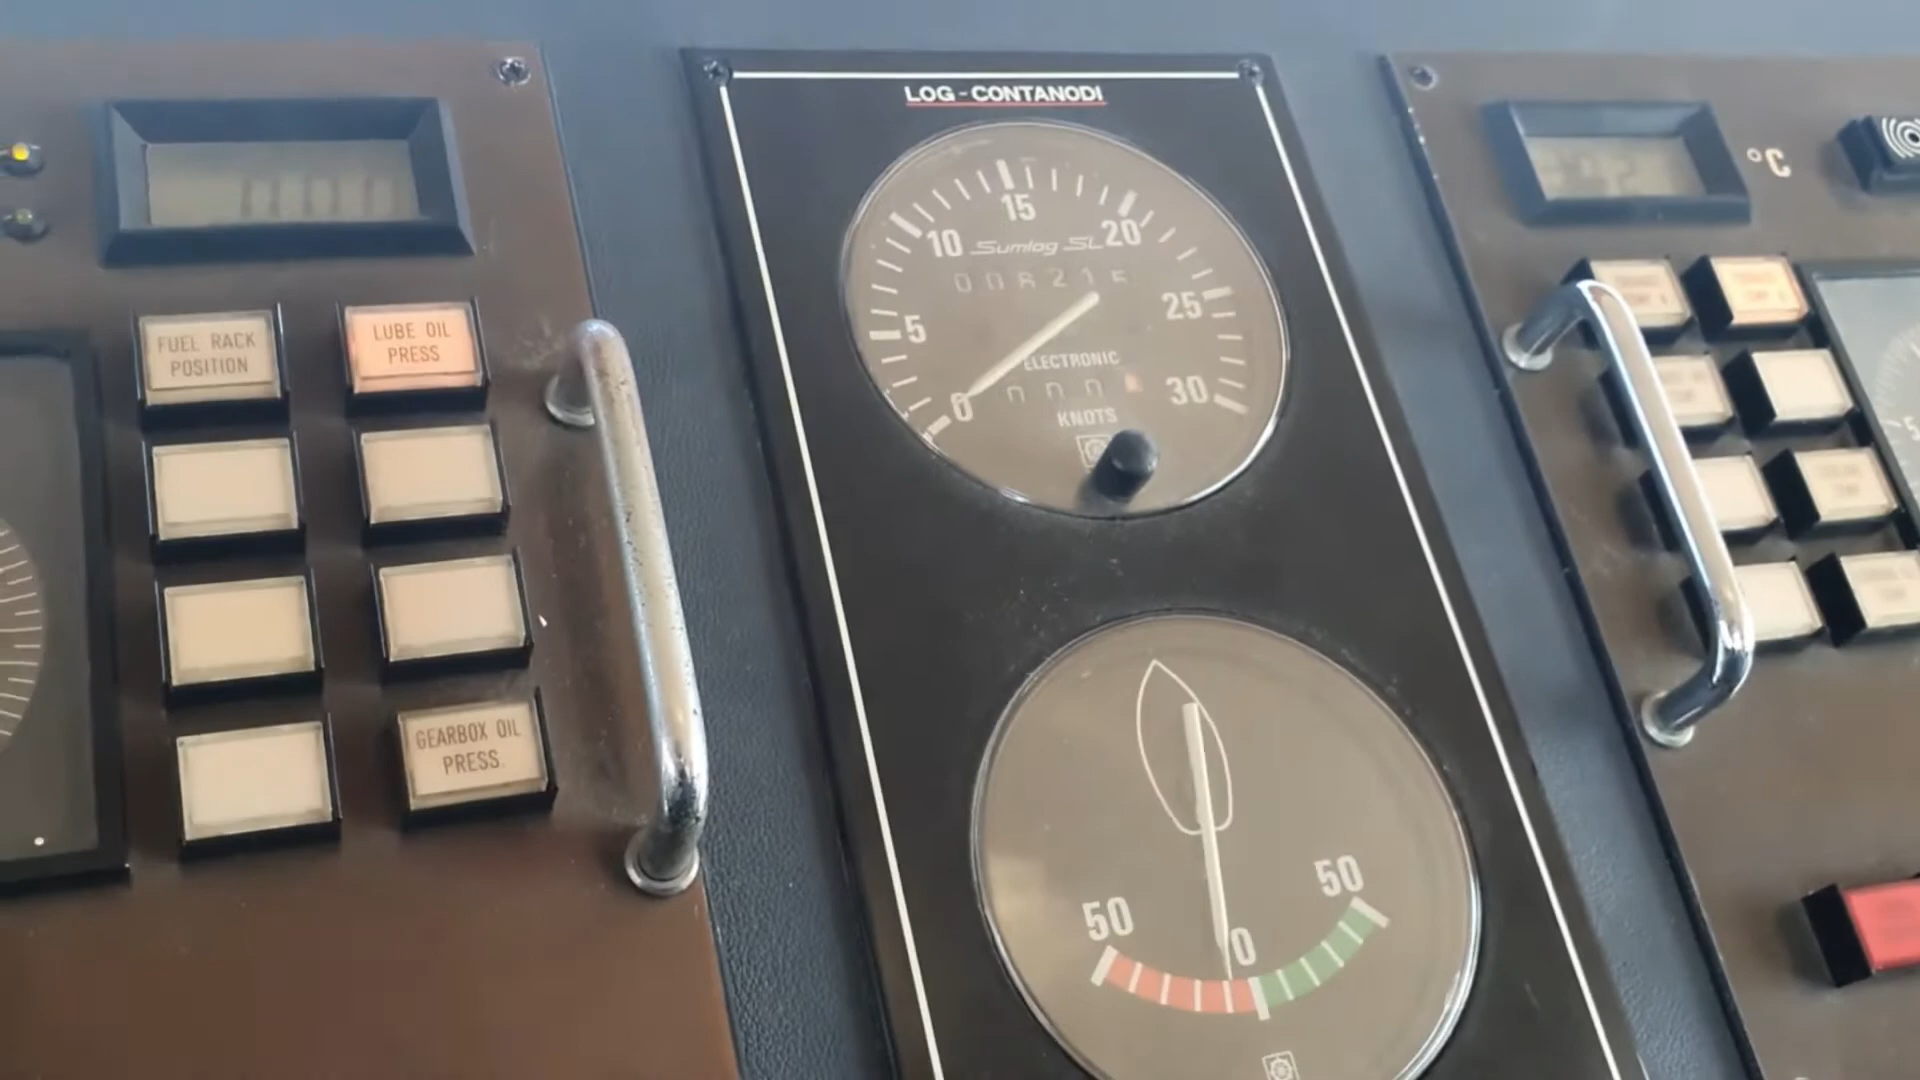 LOG - CONTANODI
°C
15
10
20
Sumlog SL
5
25
ELECTRONIC
0
30
KNOTS
FUEL RACK
POSITION
LUBE OIL
PRESS
GEARBOX OIL
PRESS.
50
50
0
5